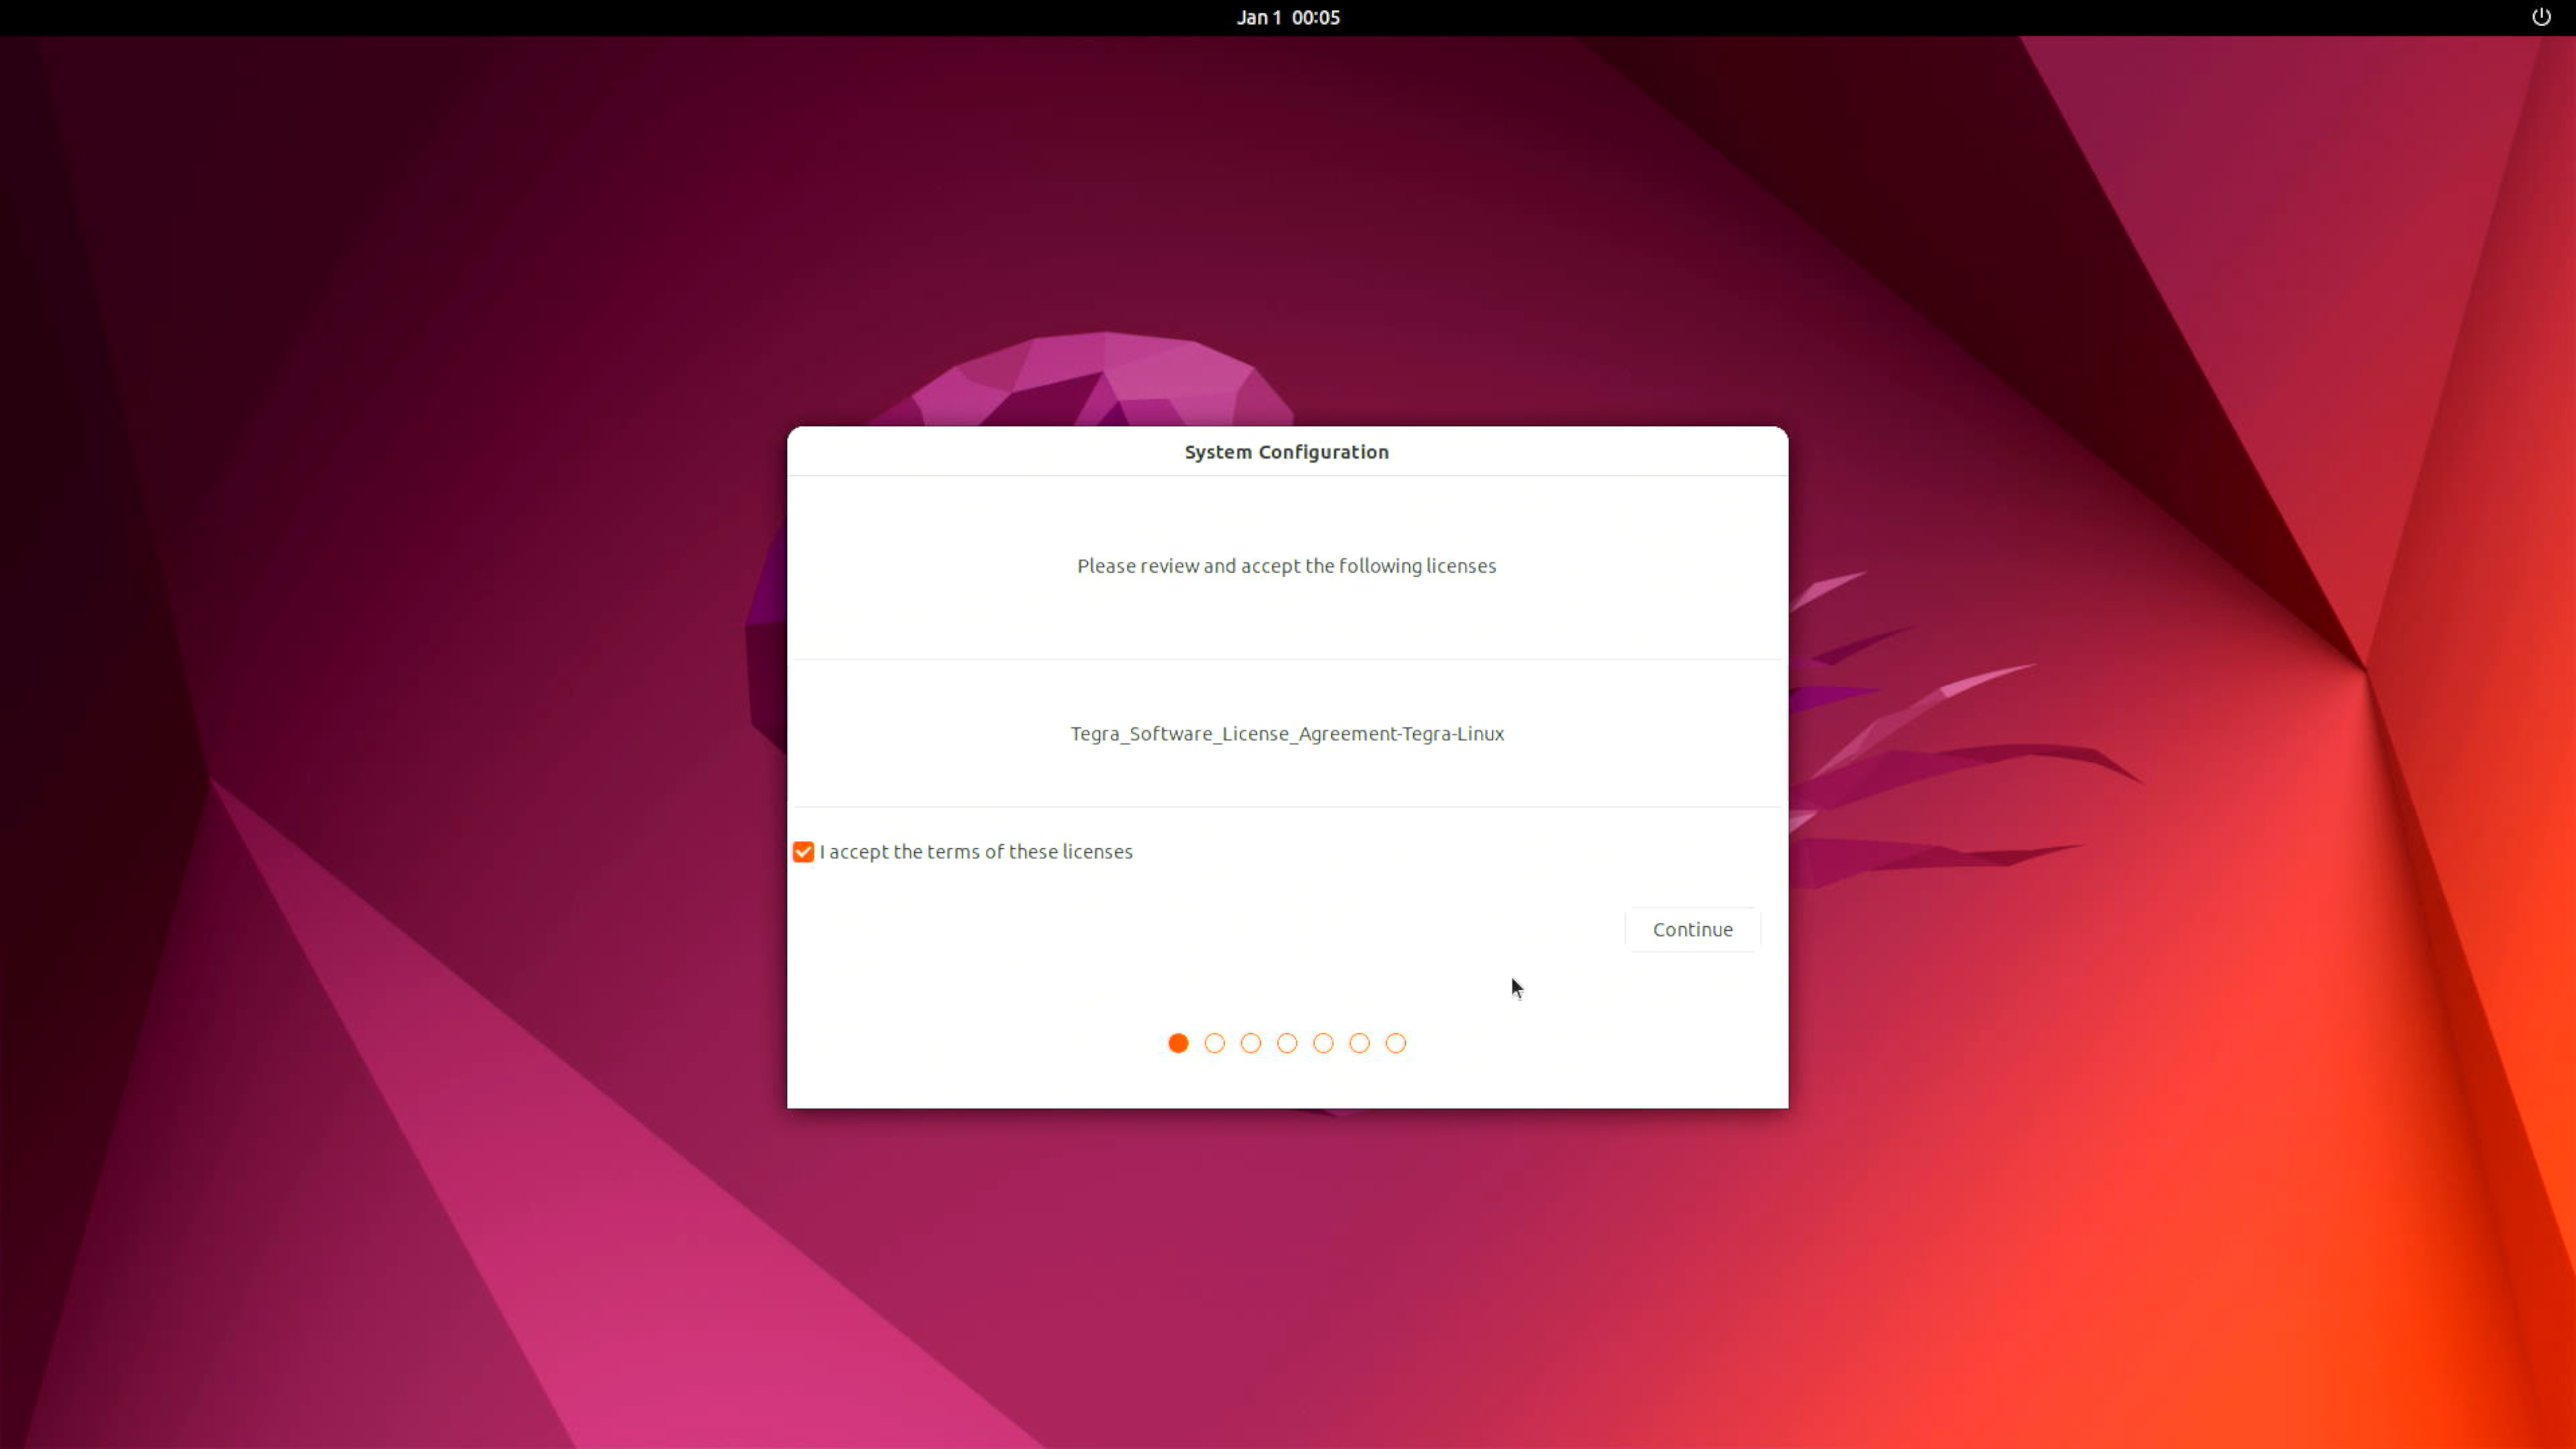 Jan 1 00:05
System Configuration
Please review and accept the following licenses
Tegra_Software_License_Agreement-Tegra-Linux
I accept the terms of these licenses
Continue